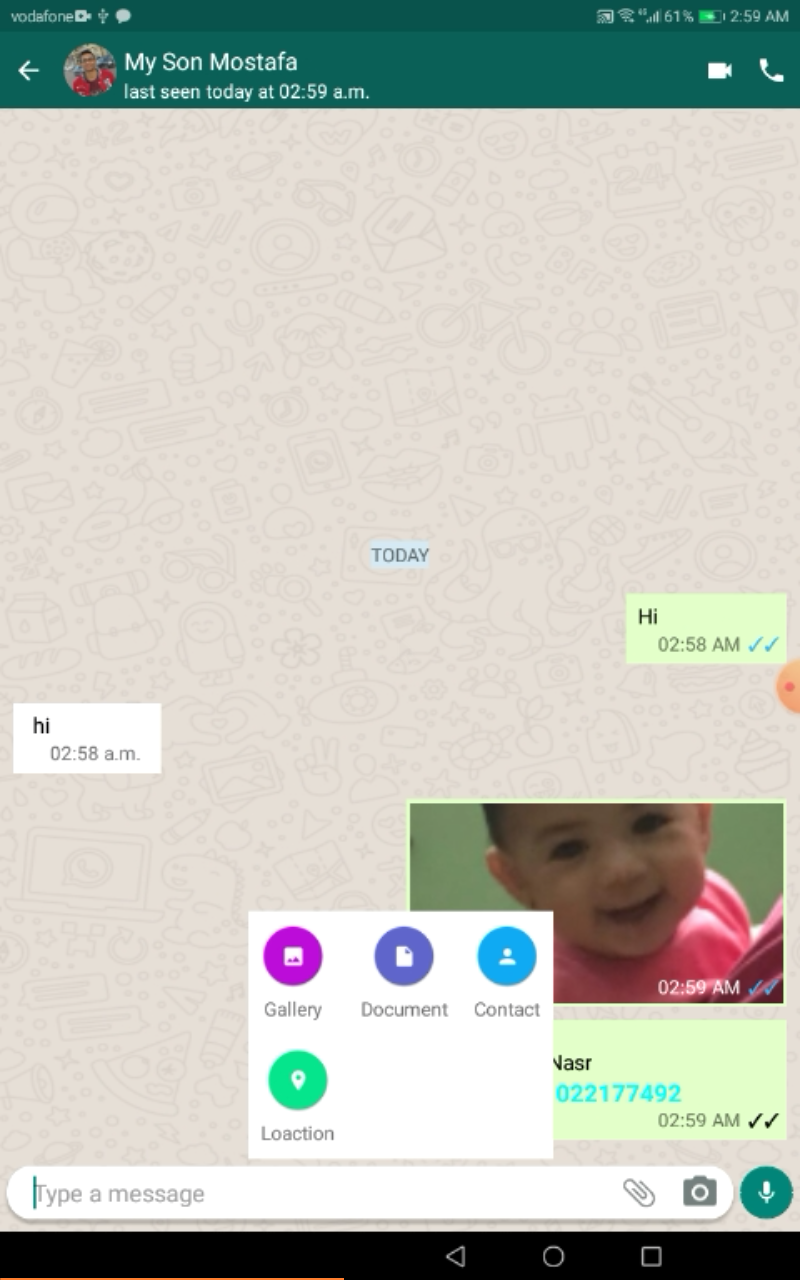 vodafone 61% 2:59 AM
My Son Mostafa
last seen today at 02:59 a.m.
TODAY
Hi
02:58 AM
hi
02:58 a.m.
02:59 AM
Gallery Document Contact
Loaction
Nasr
022177492
02:59 AM
Type a message